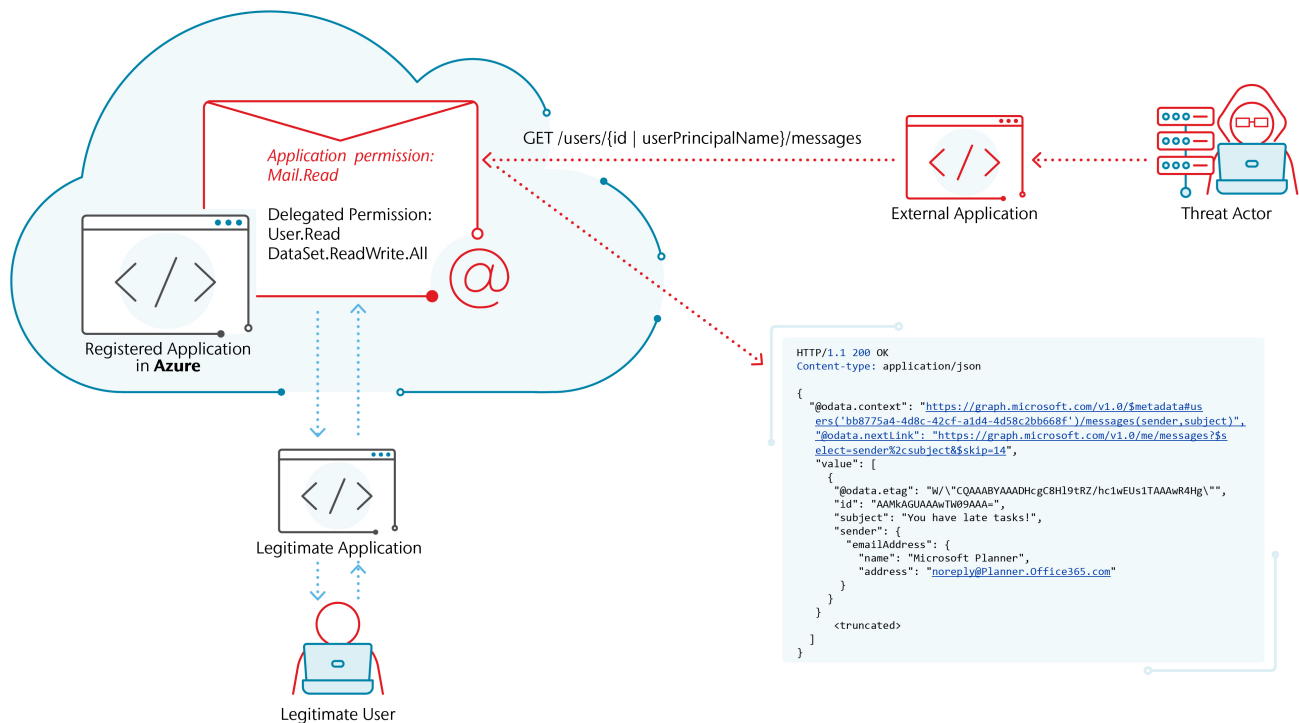 GET /users/{id | userPrincipalName}/messages
Application permission:
Mail.Read
Delegated Permission:
User.Read
DataSet.ReadWrite.All
@
</>
Registered Application
in Azure
</>
External Application
Threat Actor
</>
Legitimate Application
Legitimate User
HTTP/1.1 200 OK
Content-type: application/json
{
"@odata.context": "https://graph.microsoft.com/v1.0/$metadata#us
ers('bb8775a4-4d8c-42cf-a1d4-4d58c2bb668f')/messages(sender,subject)",
"@odata.nextLink": "https://graph.microsoft.com/v1.0/me/messages?$s
elect=sender%2csubject&$skip=14",
"value": [
{
"@odata.etag": "W/\"CQAAABYAAADHcgC8Hl9tRZ/hc1wEUs1TAAAwR4Hg\"",
"id": "AAMkAGUAAAwTW09AAA=",
"subject": "You have late tasks!",
"sender": {
"emailAddress": {
"name": "Microsoft Planner",
"address": "noreply@Planner.Office365.com"
}
}
}
<truncated>
]
}